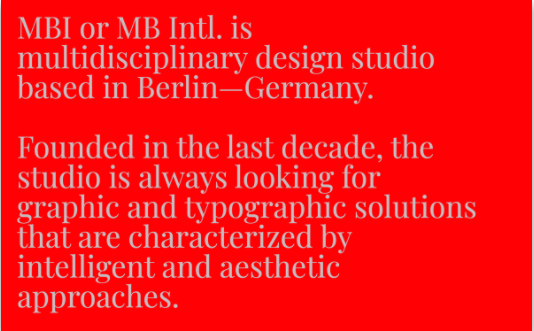 MBI or MB Intl. is
multidisciplinary design studio
based in Berlin—Germany.
Founded in the last decade, the
studio is always looking for
graphic and typographic solutions
that are characterized by
intelligent and aesthetic
approaches.